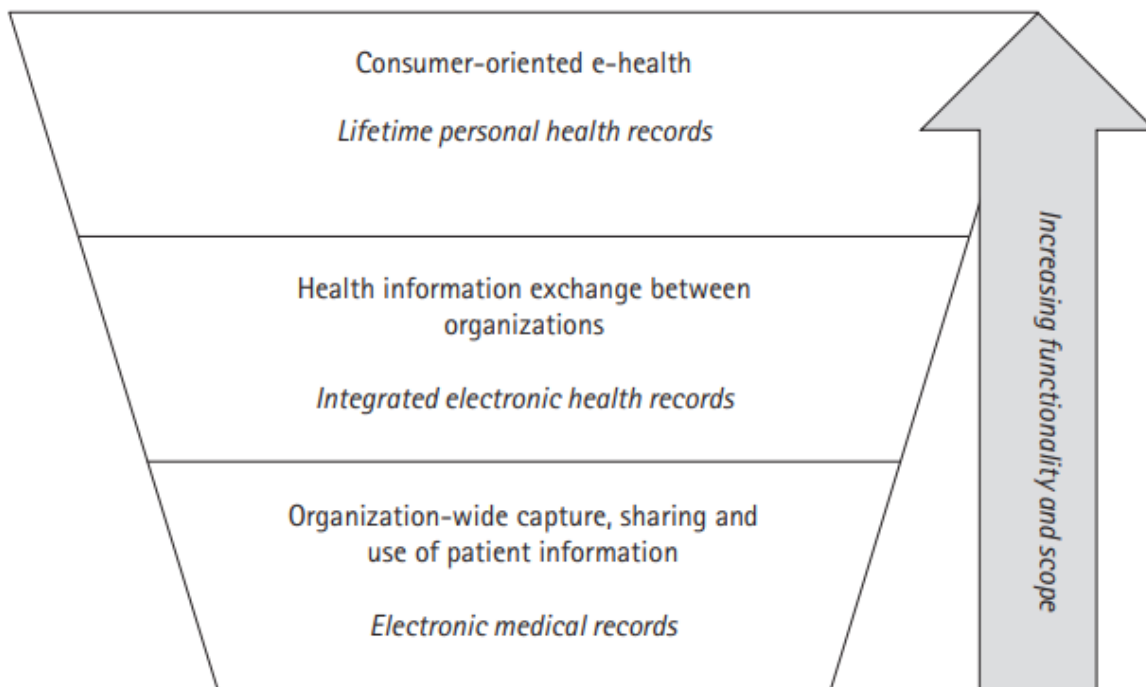 Consumer-oriented e-health
Lifetime personal health records
Health information exchange between
organizations
Integrated electronic health records
Organization-wide capture, sharing and
use of patient information
Electronic medical records
Increasing functionality and scope